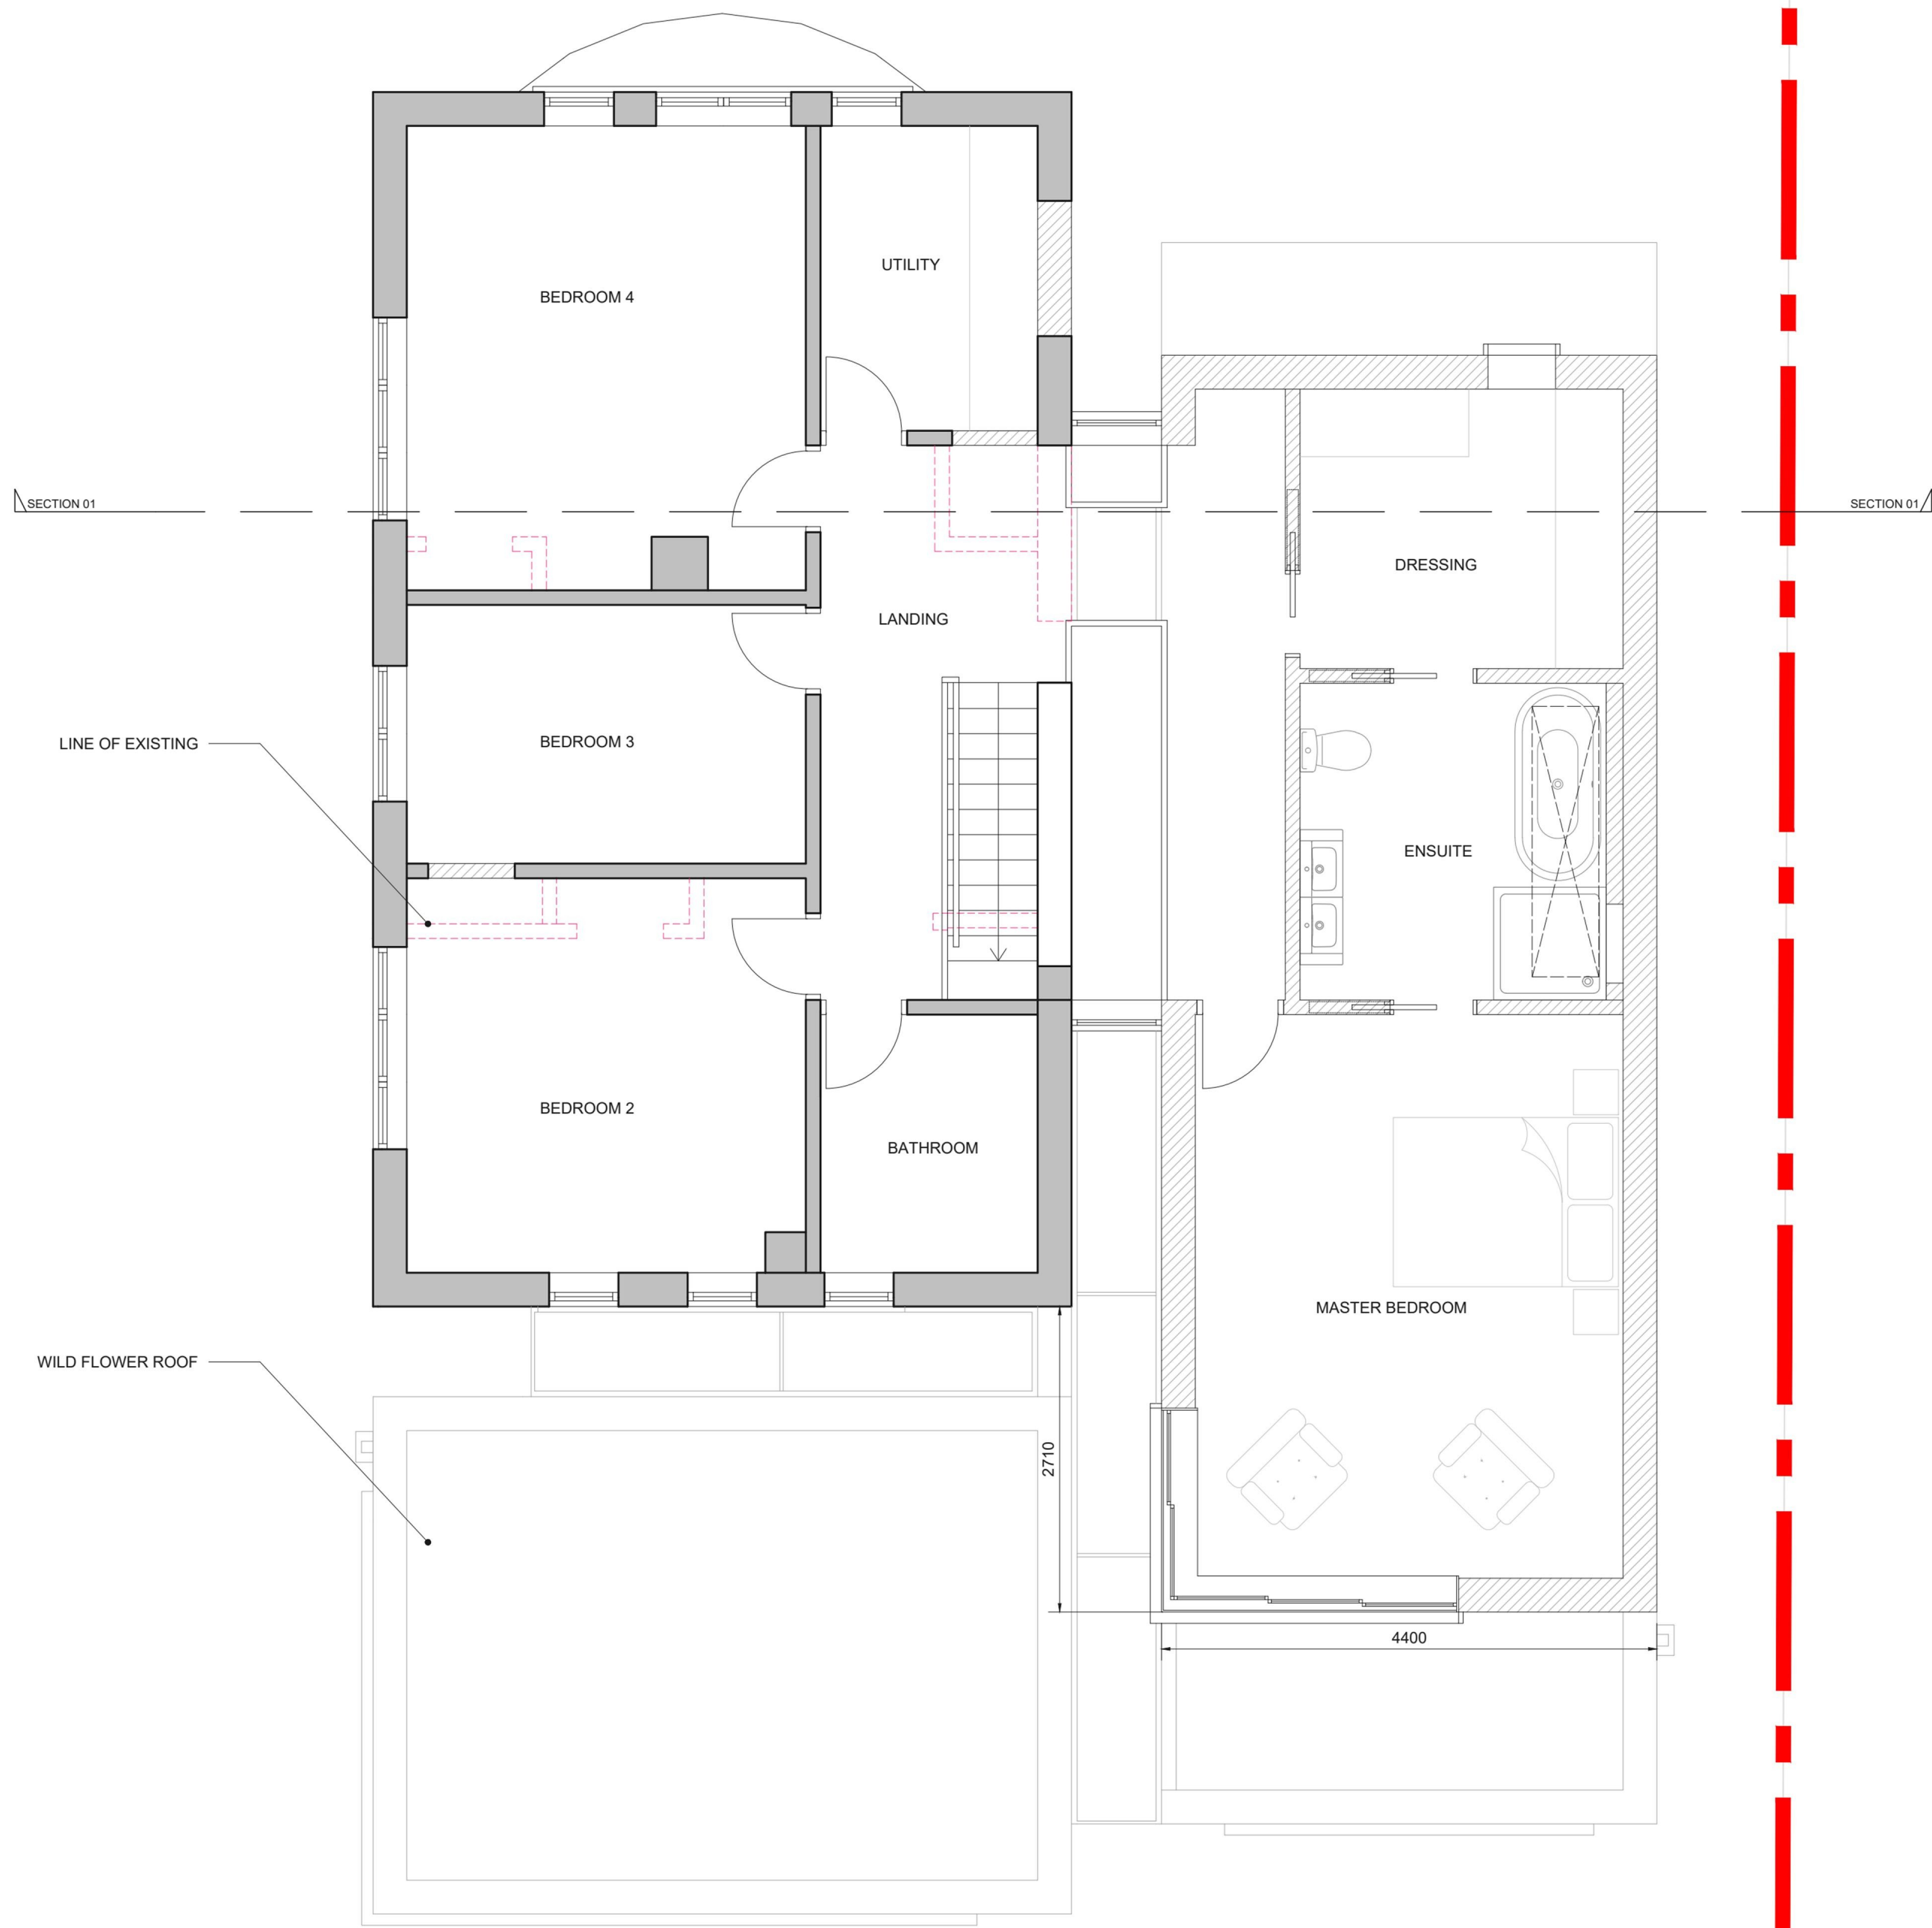 UTILITY
BEDROOM 4
SECTION 01
SECTION 01
DRESSING
LANDING
LINE OF EXISTING
BEDROOM 3
ENSUITE
BEDROOM 2
BATHROOM
MASTER BEDROOM
WILD FLOWER ROOF
2710
4400